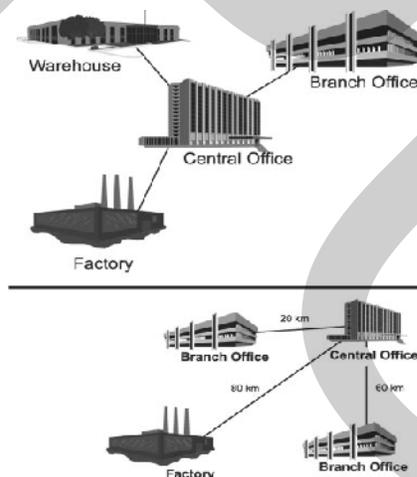 Warehouse
Branch Office
Central Office
Factory
20 km
Branch Office
Central Office
80 km
60 km
Factory
Branch Office